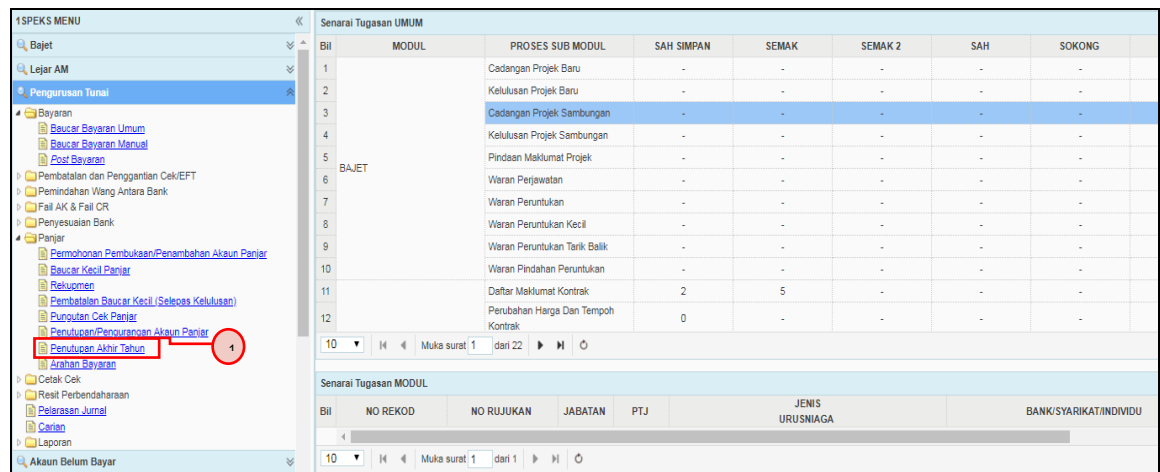 1SPEKS MENU
Bajet
Lejar AM
Pengurusan Tunai
Bayaran
Baucar Bayaran Umum
Baucar Bayaran Manual
Post Bayaran
Pembatalan dan Penggantian Cek/EFT
Pemindahan Wang Antara Bank
Fail AK & Fail CR
Penyesuaian Bank
Panjar
Permohonan Pembukaan/Penambahan Akaun Panjar
Baucar Kecil Panjar
Rekupmen
Pembatalan Baucar Kecil (Selepas Kelulusan)
Pungutan Cek Panjar
Penutupan/Pengurangan Akaun Panjar
Penutupan Akhir Tahun
1
Arahan Bayaran
Cetak Cek
Resit Perbendaharaan
Pelarasan Jurnal
Carian
Laporan
Akaun Belum Bayar
Senarai Tugasan UMUM
Bil MODUL PROSES SUB MODUL SAH SIMPAN SEMAK SEMAK 2 SAH SOKONG
1 Cadangan Projek Baru - - - - -
2 Kelulusan Projek Baru - - - - -
3 Cadangan Projek Sambungan - - - - -
4 Kelulusan Projek Sambungan - - - - -
5 Pindaan Maklumat Projek - - - - -
BAJET
6 Waran Perjawatan - - - - -
7 Waran Peruntukan - - - - -
8 Waran Peruntukan Kecil - - - - -
9 Waran Peruntukan Tarik Balik - - - - -
10 Waran Pindahan Peruntukan - - - - -
11 Daftar Maklumat Kontrak 2 5 - - -
12 Perubahan Harga Dan Tempoh Kontrak 0 - - - -
10 Muka surat 1 dari 22
Senarai Tugasan MODUL
Bil NO REKOD NO RUJUKAN JABATAN PTJ JENIS URUSNIAGA BANK/SYARIKAT/INDIVIDU
10 Muka surat 1 dari 1